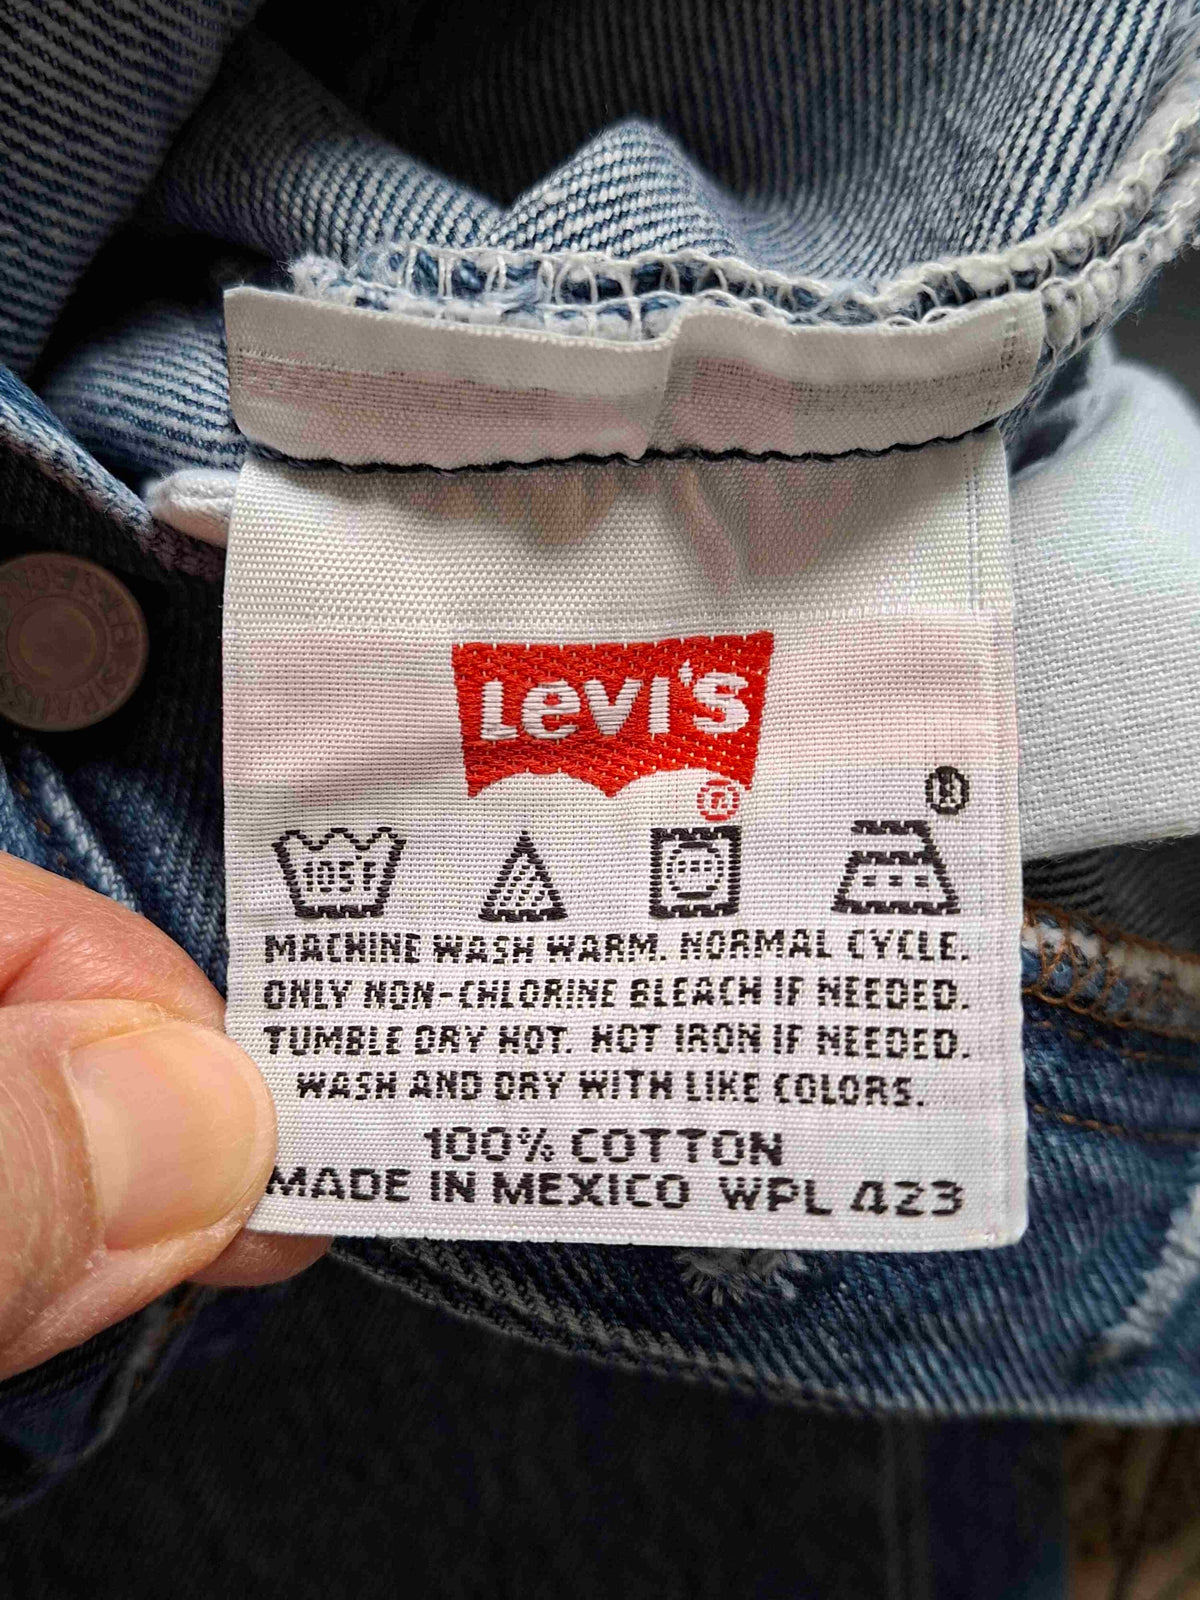 Levi's
®
®
105°F
MACHINE WASH WARM. NORMAL CYCLE.
ONLY NON-CHLORINE BLEACH IF NEEDED.
TUMBLE DRY HOT. HOT IRON IF NEEDED.
WASH AND DRY WITH LIKE COLORS.
100% COTTON
MADE IN MEXICO WPL 423